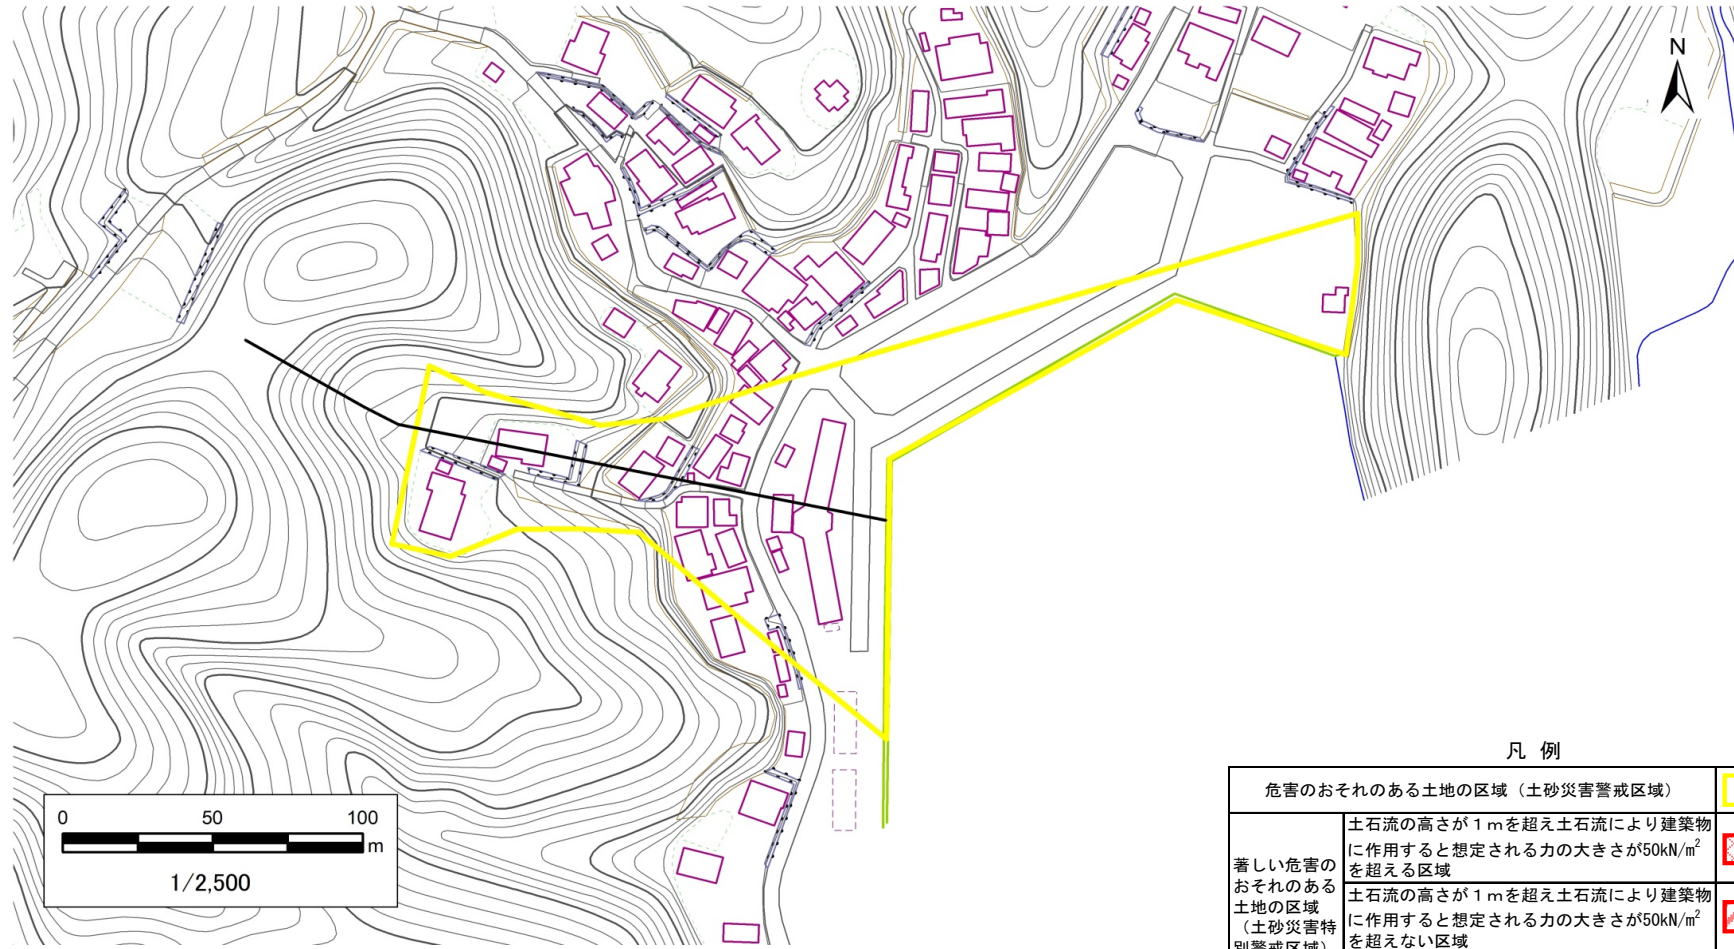 N
0 50 100
m
1/2,500
凡 例
危害のおそれのある土地の区域（土砂災害警戒区域）
著しい危害の
おそれのある
土地の区域
（土砂災害特
別警戒区域）
土石流の高さが１ｍを超え土石流により建築物
に作用すると想定される力の大きさが50kN/m²
を超える区域
土石流の高さが１ｍを超え土石流により建築物
に作用すると想定される力の大きさが50kN/m²
を超えない区域